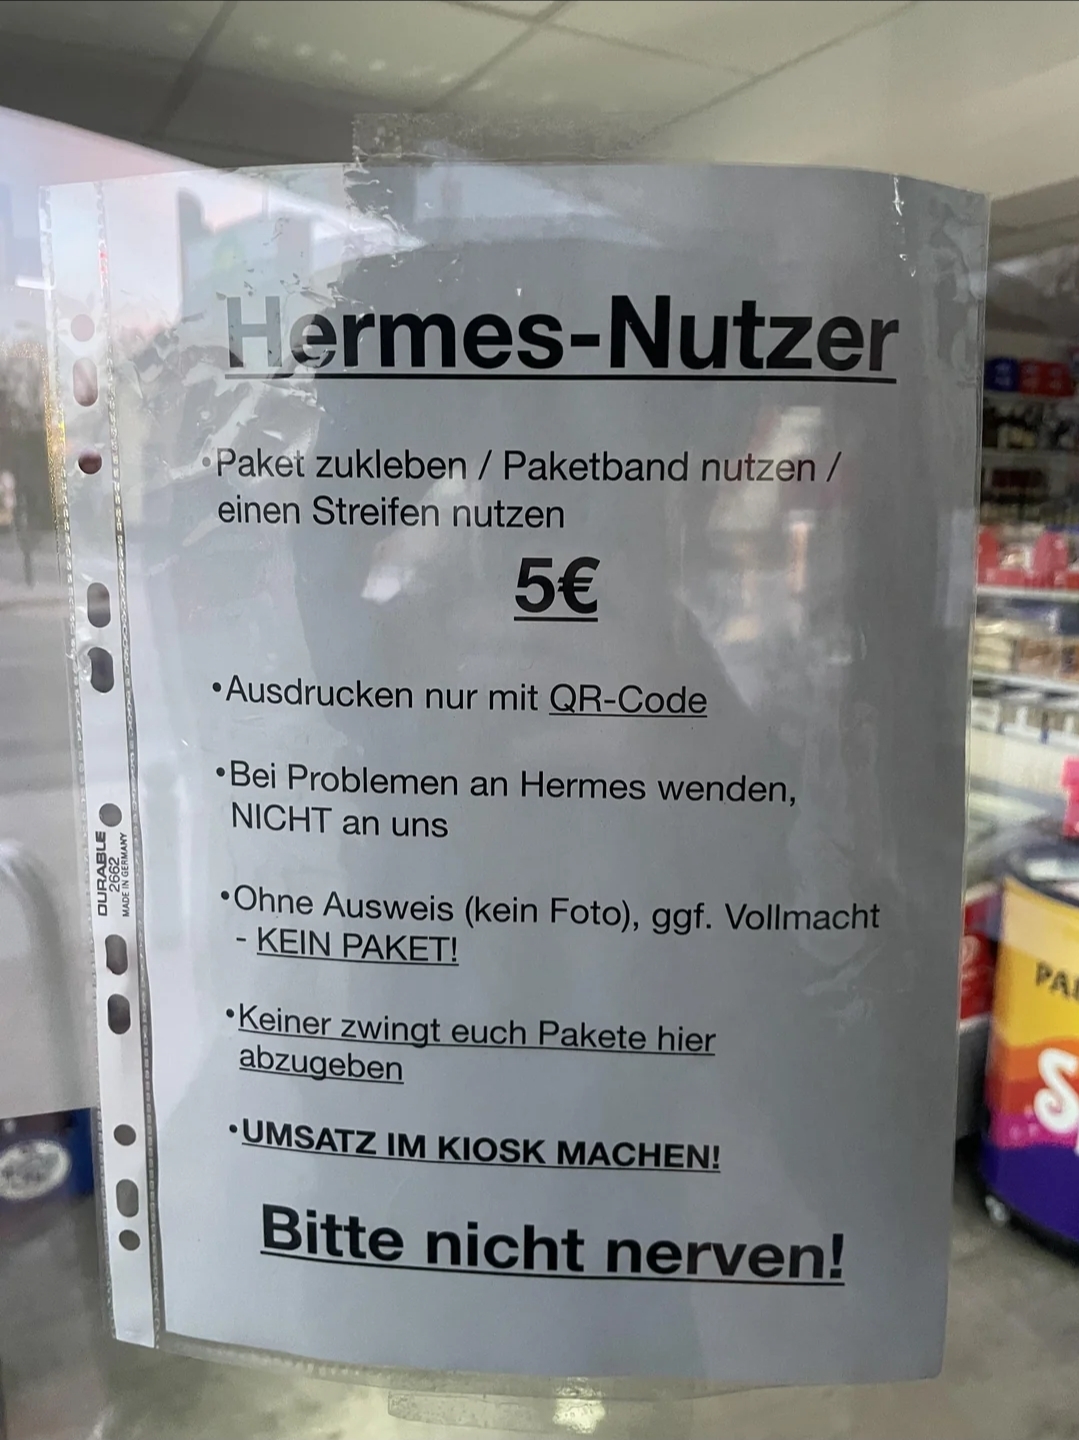 Hermes-Nutzer
•Paket zukleben / Paketband nutzen /
einen Streifen nutzen
5€
•Ausdrucken nur mit QR-Code
•Bei Problemen an Hermes wenden,
NICHT an uns
•Ohne Ausweis (kein Foto), ggf. Vollmacht
- KEIN PAKET!
•Keiner zwingt euch Pakete hier
abzugeben
•UMSATZ IM KIOSK MACHEN!
Bitte nicht nerven!
DURABLE
2662
MADE IN GERMANY